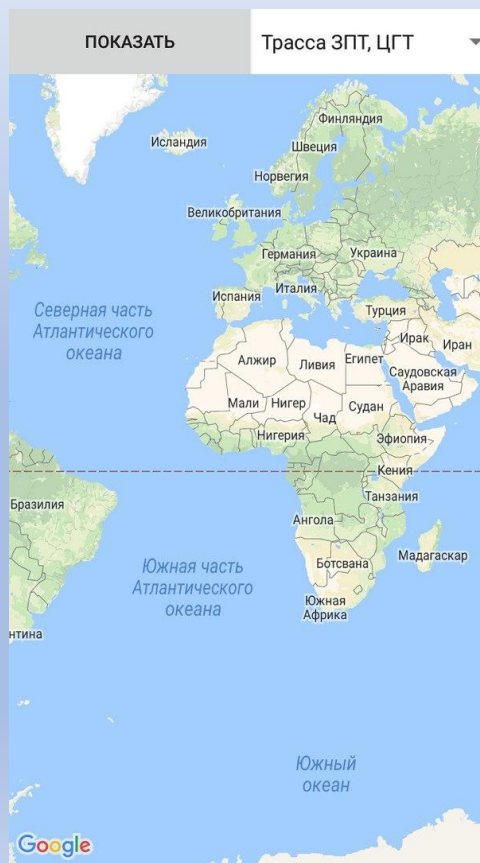 ПОКАЗАТЬ
Трасса ЗПТ, ЦГТ
Финляндия
Исландия
Швеция
Норвегия
Великобритания
Германия
Украина
Италия
Испания
Турция
Северная часть
Атлантического
океана
Ирак
Иран
Алжир
Ливия
Египет
Саудовская
Аравия
Мали
Нигер
Судан
Чад
Нигерия
Эфиопия
Кения
Бразилия
Танзания
Ангола
Южная часть
Атлантического
океана
Мадагаскар
Ботсвана
Южная
Африка
нтина
Южный
океан
Google